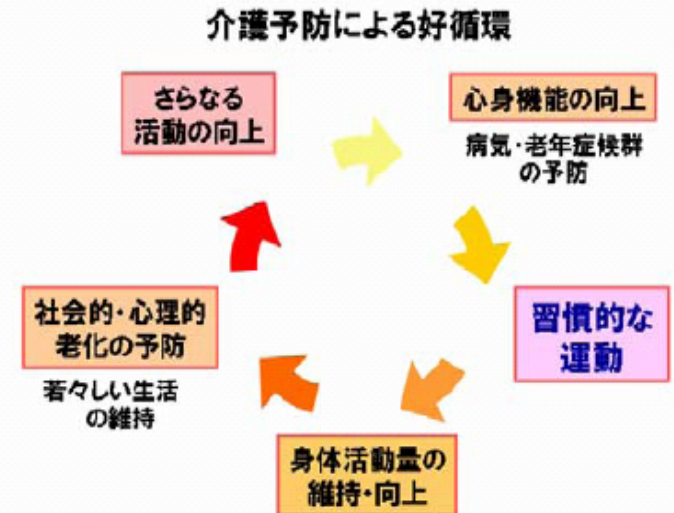 介護予防による好循環
さらなる
活動の向上
心身機能の向上
病気・老年症候群
の予防
習慣的な
運動
身体活動量の
維持・向上
社会的・心理的
老化の予防
若々しい生活
の維持